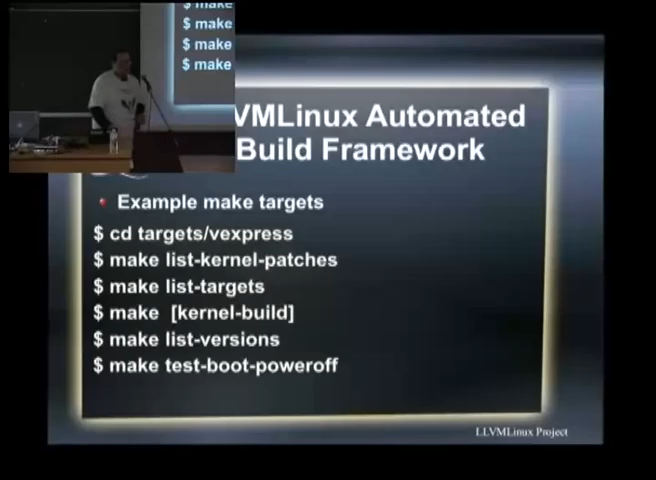 $ make
$ make
$ make
$ make
VMLinux Automated
Build Framework
Example make targets
$ cd targets/vexpress
$ make list-kernel-patches
$ make list-targets
$ make [kernel-build]
$ make list-versions
$ make test-boot-poweroff
LLVMLinux Project